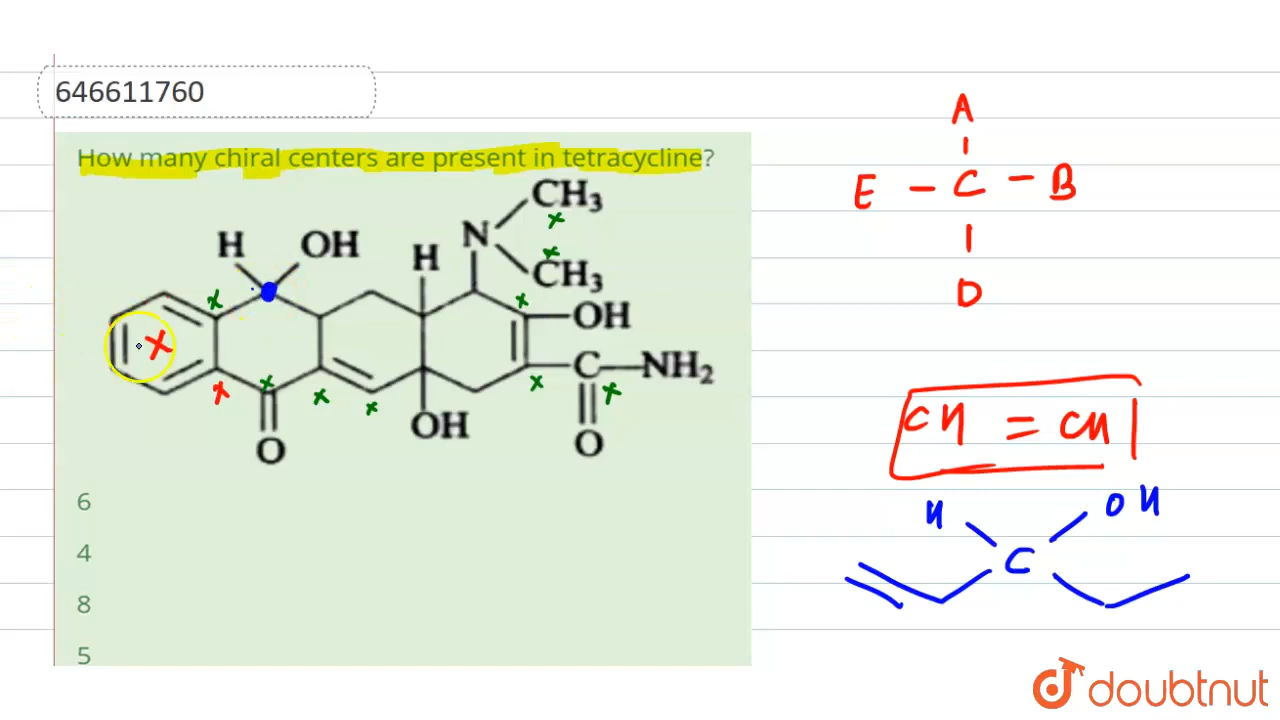 646611760
How many chiral centers are present in tetracycline?
CH₃
N
H
OH
H
CH₃
OH
C
NH₂
OH
O
O
6
4
8
5
A
E - C - B
D
CH = CH
H
OH
C
doubtnut